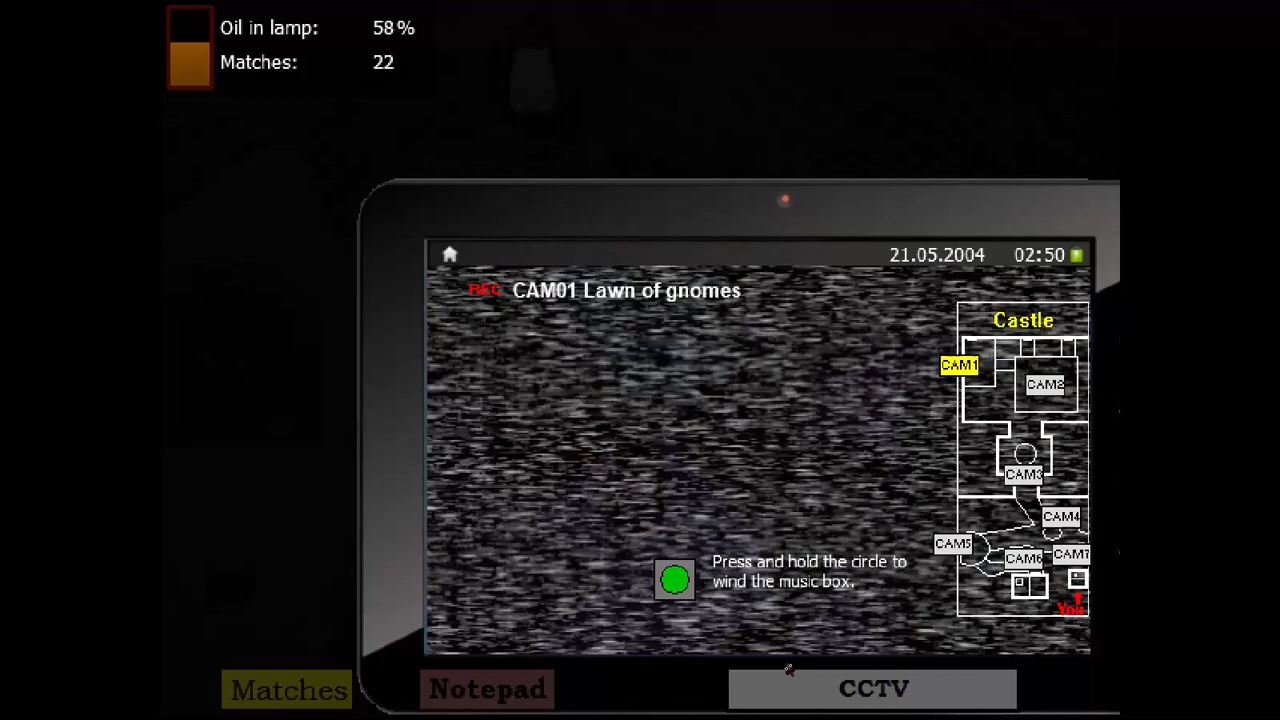 Oil in lamp: 58%
Matches: 22
21.05.2004 02:50
REC CAM01 Lawn of gnomes
Castle
CAM1
CAM2
CAM3
CAM4
CAM5
CAM6
CAM7
Press and hold the circle to
wind the music box.
You
Matches
Notepad
CCTV